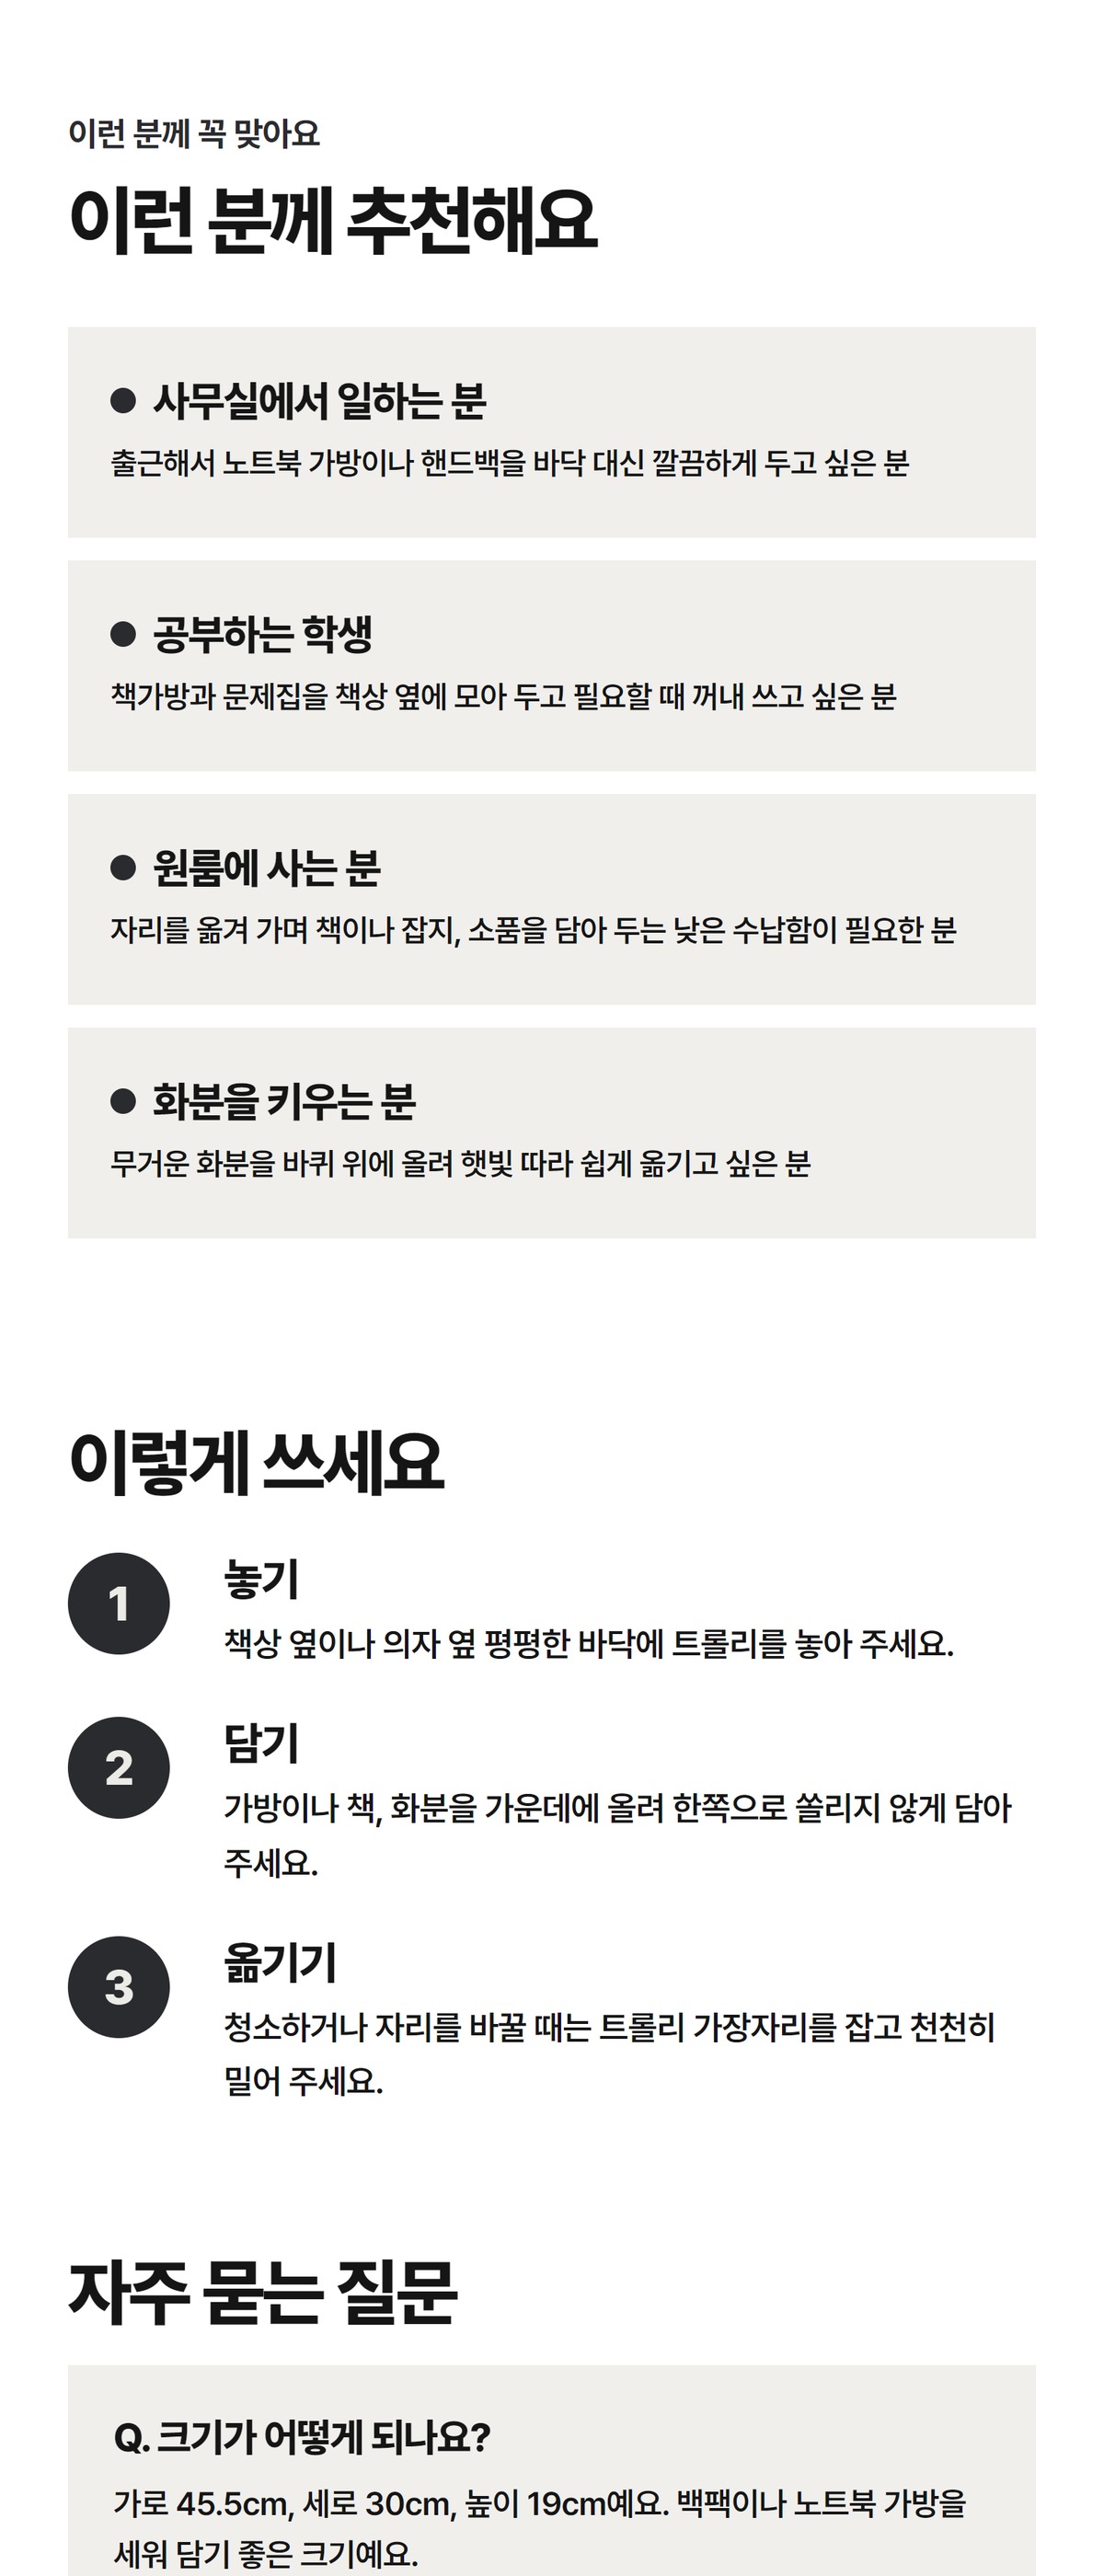 이런 분께 꼭 맞아요
이런 분께 추천해요
사무실에서 일하는 분
출근해서 노트북 가방이나 핸드백을 바닥 대신 깔끔하게 두고 싶은 분
공부하는 학생
책가방과 문제집을 책상 옆에 모아 두고 필요할 때 꺼내 쓰고 싶은 분
원룸에 사는 분
자리를 옮겨 가며 책이나 잡지, 소품을 담아 두는 낮은 수납함이 필요한 분
화분을 키우는 분
무거운 화분을 바퀴 위에 올려 햇빛 따라 쉽게 옮기고 싶은 분
이렇게 쓰세요
1
놓기
책상 옆이나 의자 옆 평평한 바닥에 트롤리를 놓아 주세요.
2
담기
가방이나 책, 화분을 가운데에 올려 한쪽으로 쏠리지 않게 담아
주세요.
3
옮기기
청소하거나 자리를 바꿀 때는 트롤리 가장자리를 잡고 천천히
밀어 주세요.
자주 묻는 질문
Q. 크기가 어떻게 되나요?
가로 45.5cm, 세로 30cm, 높이 19cm예요. 백팩이나 노트북 가방을
세워 담기 좋은 크기예요.